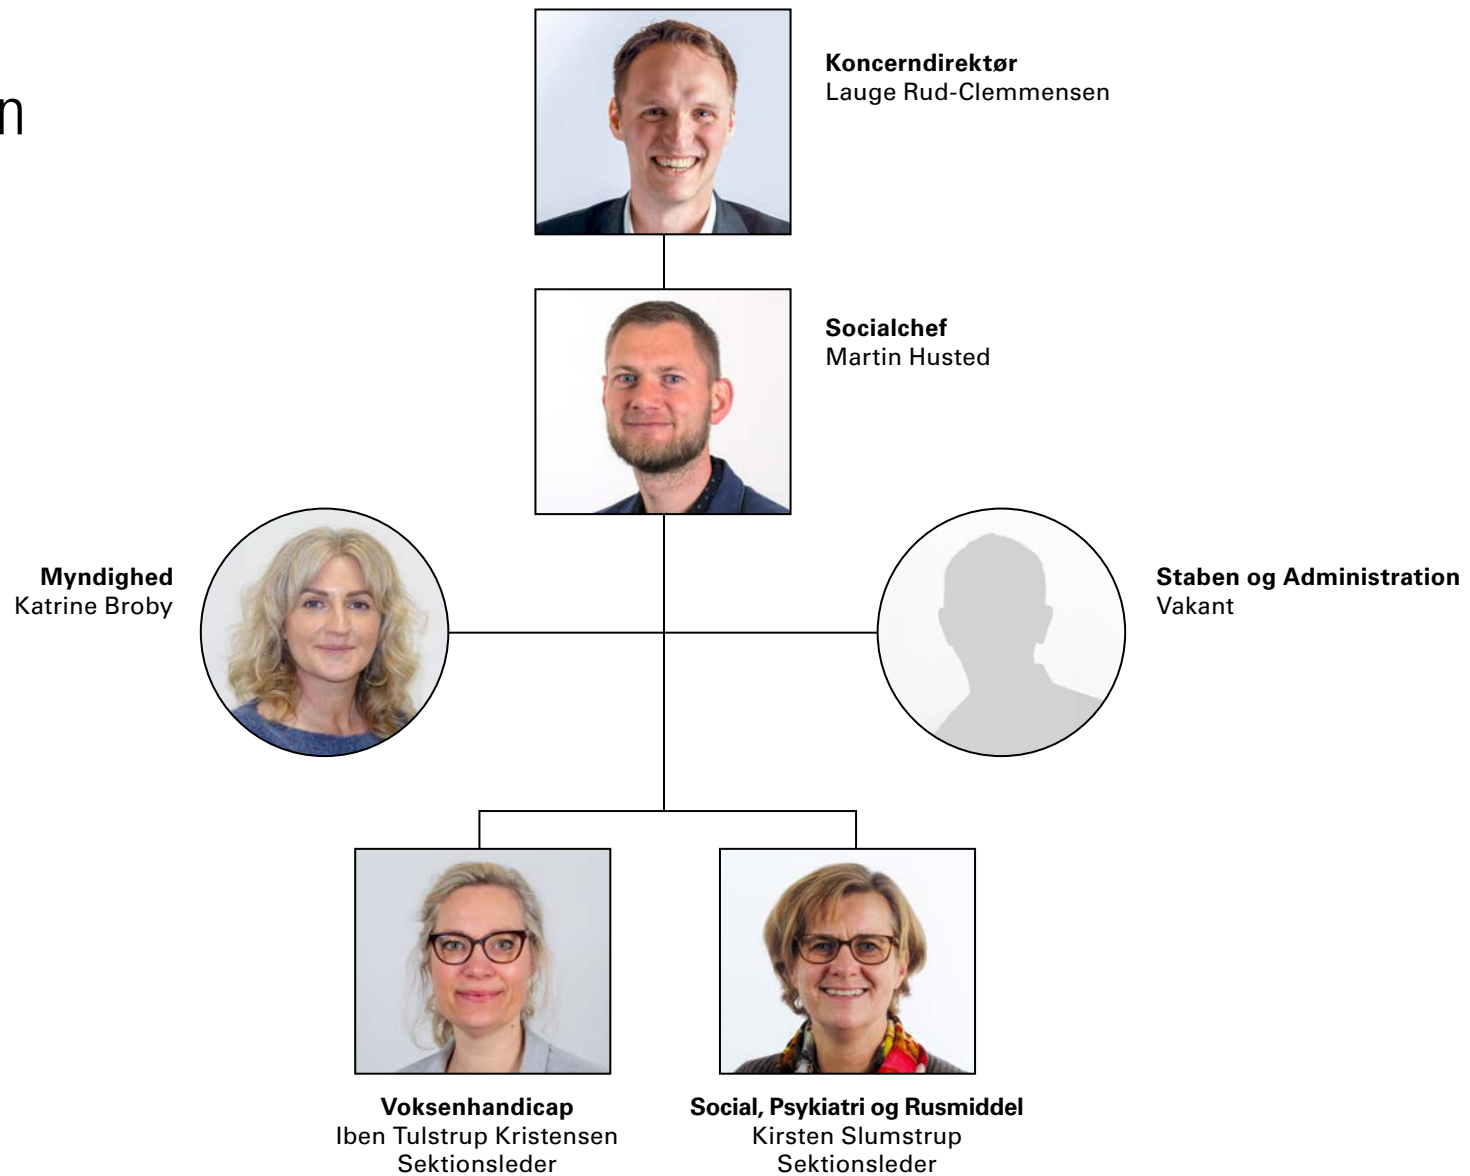 n
Koncerndirektør
Lauge Rud-Clemmensen
Socialchef
Martin Husted
Myndighed
Katrine Broby
Staben og Administration
Vakant
Voksenhandicap
Iben Tulstrup Kristensen
Sektionsleder
Social, Psykiatri og Rusmiddel
Kirsten Slumstrup
Sektionsleder